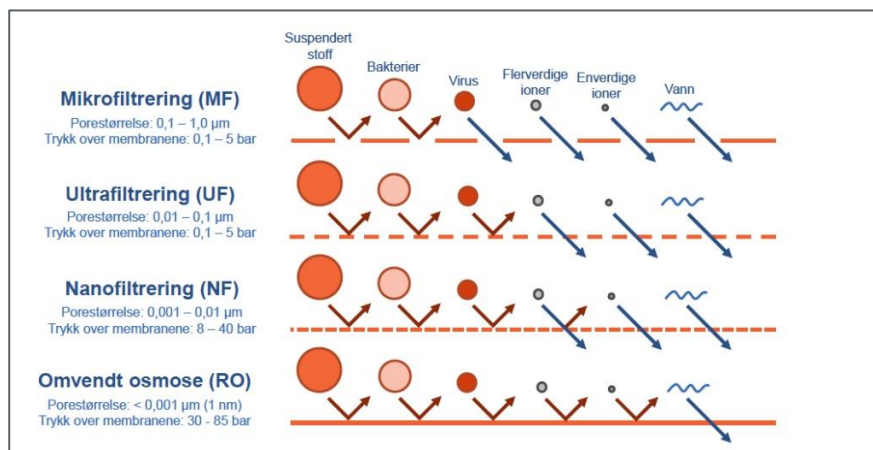 Suspendert
stoff
Bakterier
Virus
Flerverdige
ioner
Enverdige
ioner
Vann
Mikrofiltrering (MF)
Porestørrelse: 0,1 – 1,0 µm
Trykk over membranene: 0,1 – 5 bar
Ultrafiltrering (UF)
Porestørrelse: 0,01 – 0,1 µm
Trykk over membranene: 0,1 – 5 bar
Nanofiltrering (NF)
Porestørrelse: 0,001 – 0,01 µm
Trykk over membranene: 8 – 40 bar
Omvendt osmose (RO)
Porestørrelse: < 0,001 µm (1 nm)
Trykk over membranene: 30 - 85 bar